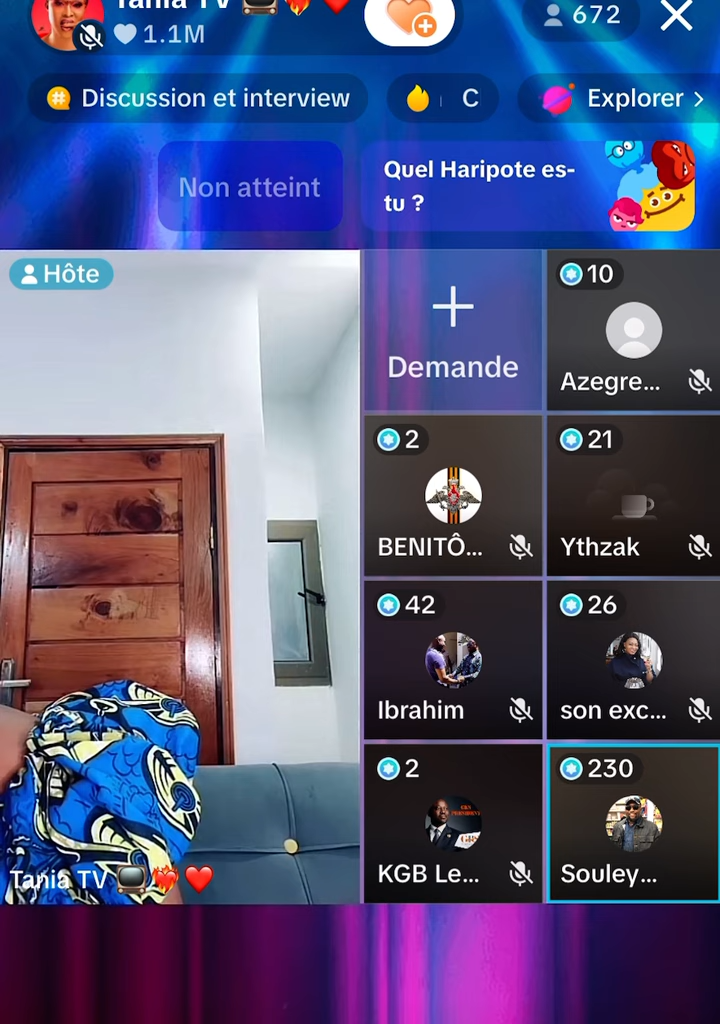 Tania TV
1.1M
672
Discussion et interview
C
Explorer
Non atteint
Quel Haripote es-
tu ?
Hôte
Demande
10
Azegre...
2
BENITÔ...
21
Ythzak
42
Ibrahim
26
son exc...
2
KGB Le...
230
Souley...
Tania TV